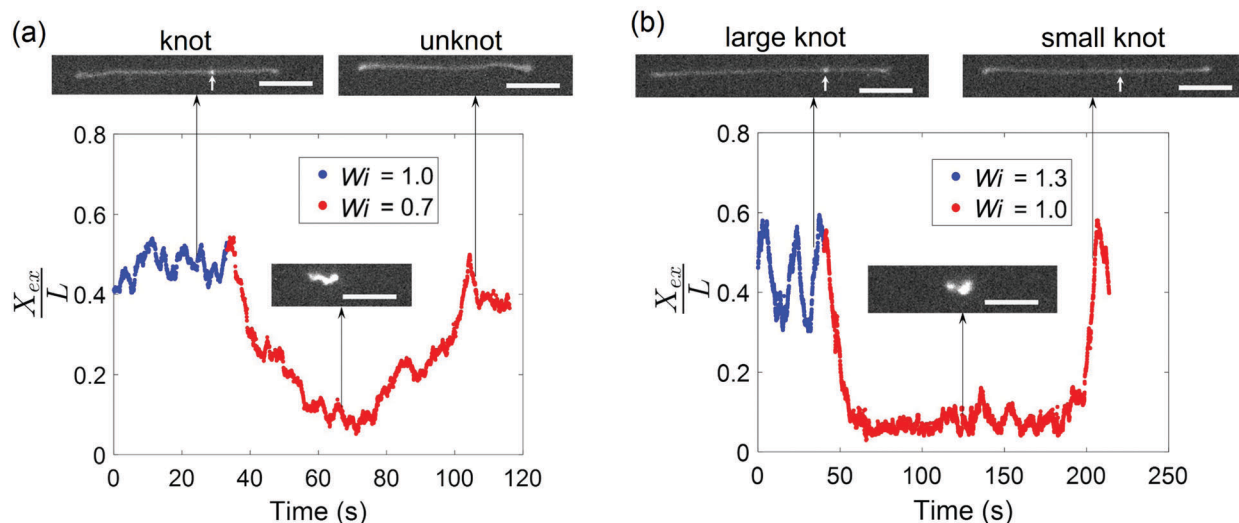 (a)
knot
unknot
0.8
0.6
0.4
0.2
0
X_ex
L
Wi = 1.0
Wi = 0.7
0 20 40 60 80 100 120
Time (s)
(b)
large knot
small knot
0.8
0.6
0.4
0.2
0
X_ex
L
Wi = 1.3
Wi = 1.0
0 50 100 150 200 250
Time (s)